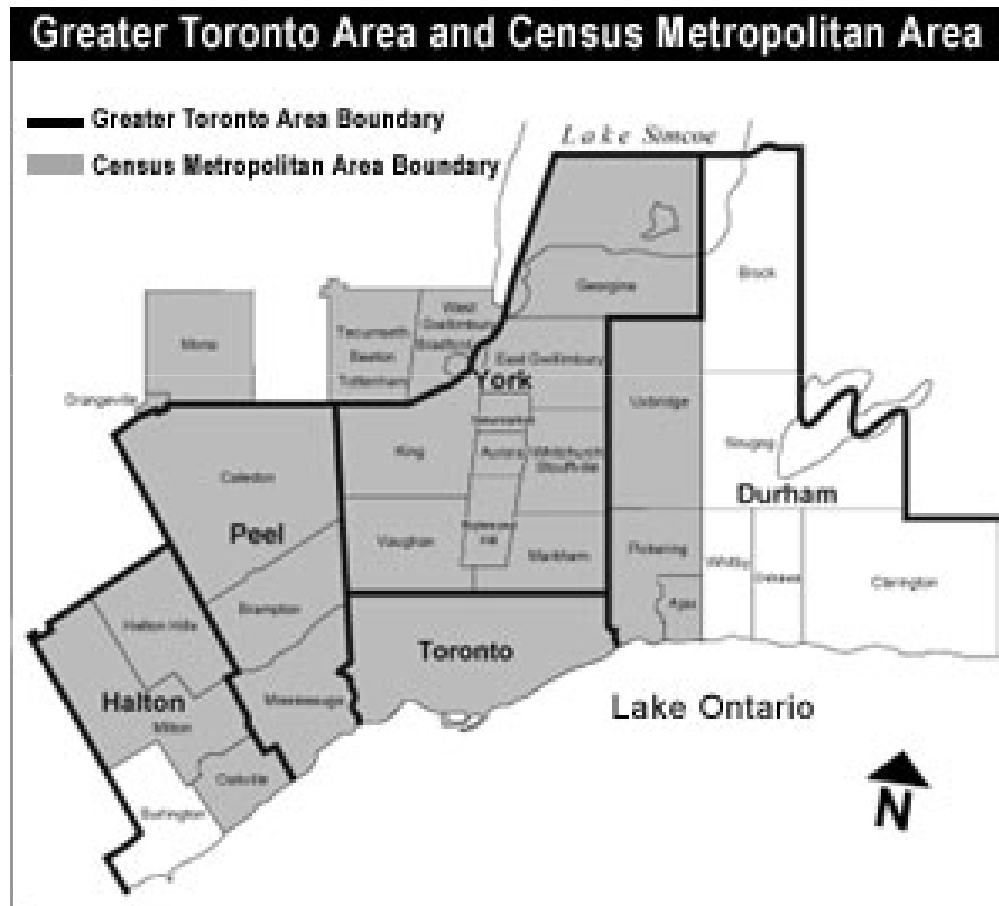 Greater Toronto Area and Census Metropolitan Area
Greater Toronto Area Boundary
Census Metropolitan Area Boundary
Lake Simcoe
Brock
Georgina
Mono
West
Gwillimbury
Bradford
Tecumseth
Beeton
Tottenham
East Gwillimbury
York
Orangeville
Uxbridge
Newmarket
King
Aurora
Whitchurch
Stouffville
Scugog
Caledon
Durham
Peel
Vaughan
Richmond
Hill
Markham
Pickering
Whitby
Oshawa
Clarington
Ajax
Brampton
Halton Hills
Toronto
Halton
Mississauga
Milton
Lake Ontario
Oakville
Burlington
N